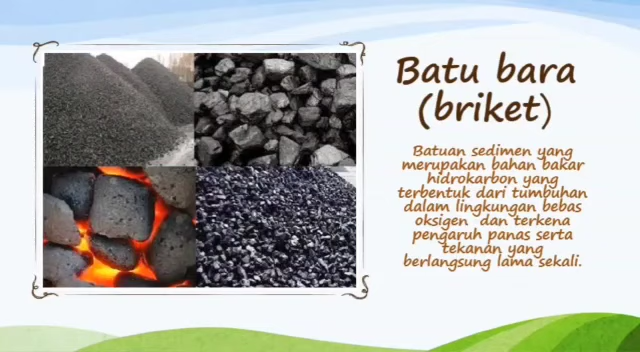 Batu bara
(briket)
Batuan sedimen yang
merupakan bahan bakar
hidrokarbon yang
terbentuk dari tumbuhan
dalam lingkungan bebas
oksigen dan terkena
pengaruh panas serta
tekanan yang
berlangsung lama sekali.